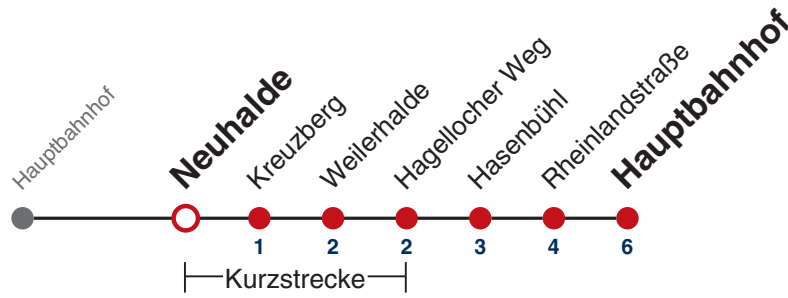 Hauptbahnhof
Neuhalde
Kreuzberg
Weilerhalde
Hagellocher Weg
Hasenbühl
Rheinlandstraße
Hauptbahnhof
1 2 2 3 4 6
Kurzstrecke